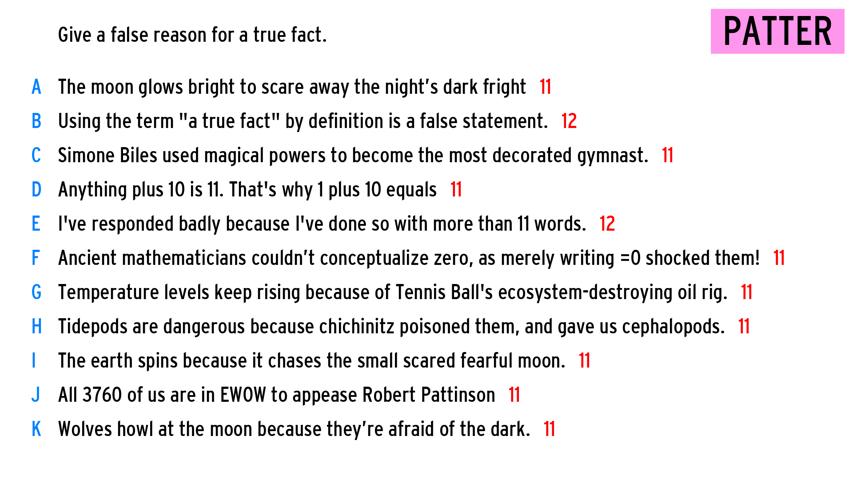 Give a false reason for a true fact.
PATTER
A The moon glows bright to scare away the night's dark fright 11
B Using the term "a true fact" by definition is a false statement. 12
C Simone Biles used magical powers to become the most decorated gymnast. 11
D Anything plus 10 is 11. That's why 1 plus 10 equals 11
E I've responded badly because I've done so with more than 11 words. 12
F Ancient mathematicians couldn't conceptualize zero, as merely writing =0 shocked them! 11
G Temperature levels keep rising because of Tennis Ball's ecosystem-destroying oil rig. 11
H Tidepods are dangerous because chichinitz poisoned them, and gave us cephalopods. 11
I The earth spins because it chases the small scared fearful moon. 11
J All 3760 of us are in EWOW to appease Robert Pattinson 11
K Wolves howl at the moon because they're afraid of the dark. 11